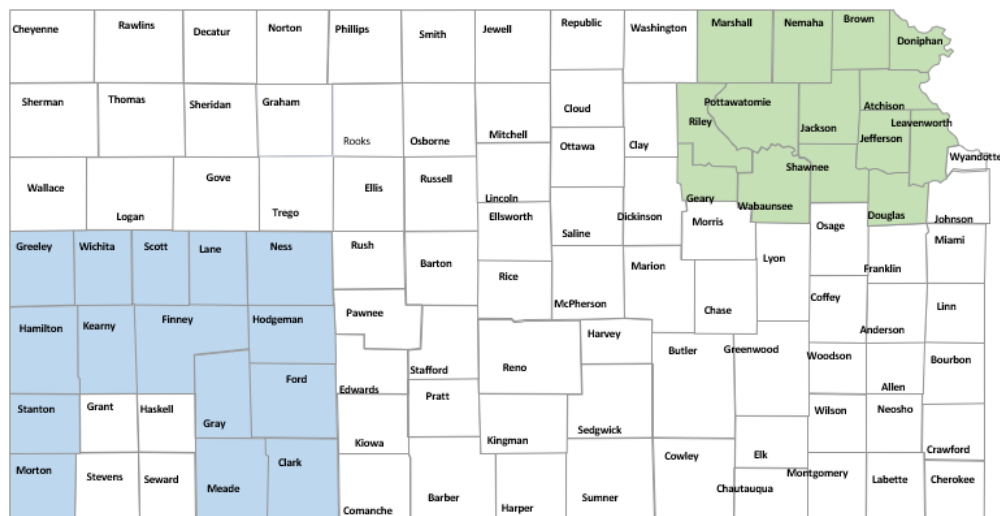 Cheyenne
Rawlins
Decatur
Norton
Phillips
Smith
Jewell
Republic
Washington
Marshall
Nemaha
Brown
Doniphan
Sherman
Thomas
Sheridan
Graham
Rooks
Osborne
Mitchell
Cloud
Ottawa
Clay
Riley
Pottawatomie
Jackson
Atchison
Jefferson
Leavenworth
Wyandotte
Wallace
Logan
Gove
Trego
Ellis
Russell
Lincoln
Ellsworth
Saline
Dickinson
Geary
Morris
Wabaunsee
Shawnee
Osage
Douglas
Johnson
Greeley
Wichita
Scott
Lane
Ness
Rush
Barton
Rice
McPherson
Marion
Chase
Lyon
Coffey
Franklin
Miami
Hamilton
Kearny
Finney
Hodgeman
Pawnee
Stafford
Reno
Harvey
Butler
Greenwood
Woodson
Anderson
Linn
Stanton
Grant
Haskell
Gray
Ford
Edwards
Kiowa
Pratt
Kingman
Sedgwick
Elk
Wilson
Allen
Neosho
Bourbon
Crawford
Morton
Stevens
Seward
Meade
Clark
Comanche
Barber
Harper
Sumner
Cowley
Chautauqua
Montgomery
Labette
Cherokee